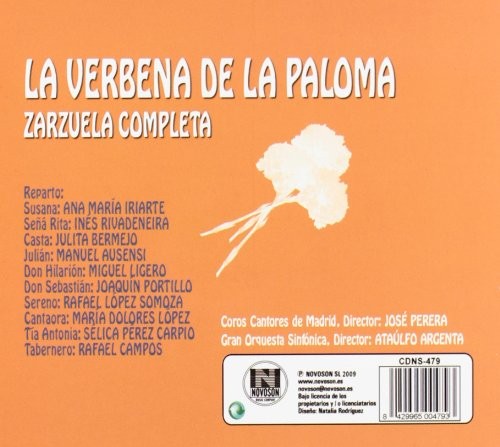 LA VERBENA DE LA PALOMA
ZARZUELA COMPLETA
Reparto:
Susana: ANA MARÍA IRIARTE
Señá Rita: INÉS RIVADENEIRA
Casta: JULITA BERMEJO
Julián: MANUEL AUSENSI
Don Hilarión: MIGUEL LIGERO
Don Sebastián: JOAQUÍN PORTILLO
Sereno: RAFAEL LÓPEZ SOMOZA
Cantaora: MARÍA DOLORES LÓPEZ
Tía Antonia: SÉLICA PÉREZ CARPIO
Tabernero: RAFAEL CAMPOS
Coros Cantores de Madrid, Director: JOSÉ PERERA
Gran Orquesta Sinfónica, Director: ATAÚLFO ARGENTA
N
NOVOSON
℗ NOVOSON SL 2009
www.novoson.es
novoson@novoson.es
Bajo licencia de los
propietarios y | o licenciatarios
Diseño: Natalia Rodríguez
CDNS-479
8 429965 004793